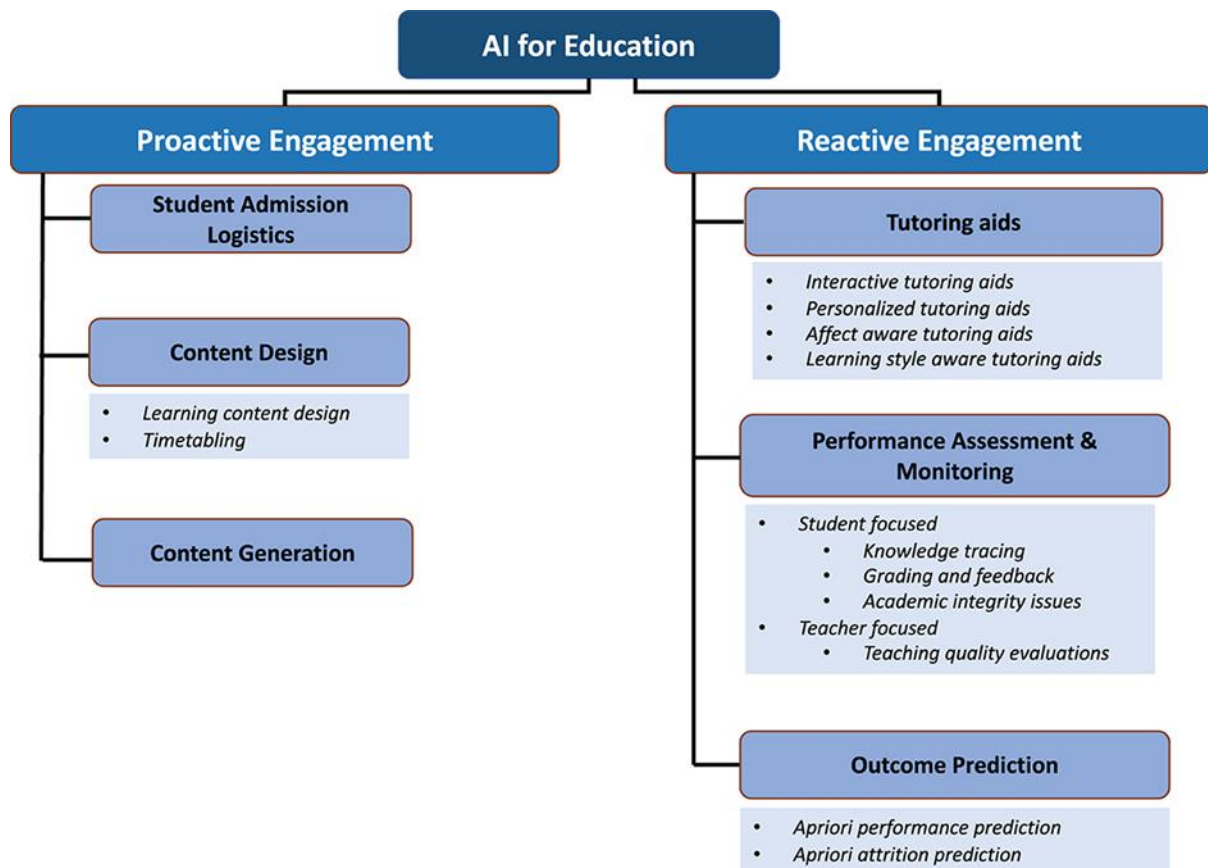 AI for Education
Proactive Engagement
Student Admission
Logistics
Content Design
• Learning content design
• Timetabling
Content Generation
Reactive Engagement
Tutoring aids
• Interactive tutoring aids
• Personalized tutoring aids
• Affect aware tutoring aids
• Learning style aware tutoring aids
Performance Assessment &
Monitoring
• Student focused
• Knowledge tracing
• Grading and feedback
• Academic integrity issues
• Teacher focused
• Teaching quality evaluations
Outcome Prediction
• Apriori performance prediction
• Apriori attrition prediction